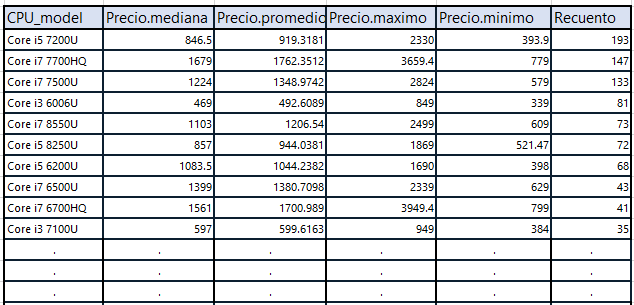 CPU_model Precio.mediana Precio.promedio Precio.maximo Precio.minimo Recuento
Core i5 7200U 846.5 919.3181 2330 393.9 193
Core i7 7700HQ 1679 1762.3512 3659.4 779 147
Core i7 7500U 1224 1348.9742 2824 579 133
Core i3 6006U 469 492.6089 849 339 81
Core i7 8550U 1103 1206.54 2499 609 73
Core i5 8250U 857 944.0381 1869 521.47 72
Core i5 6200U 1083.5 1044.2382 1690 398 68
Core i7 6500U 1399 1380.7098 2339 629 43
Core i7 6700HQ 1561 1700.989 3949.4 799 41
Core i3 7100U 597 599.6163 949 384 35
. . . . . .
. . . . . .
. . . . . .